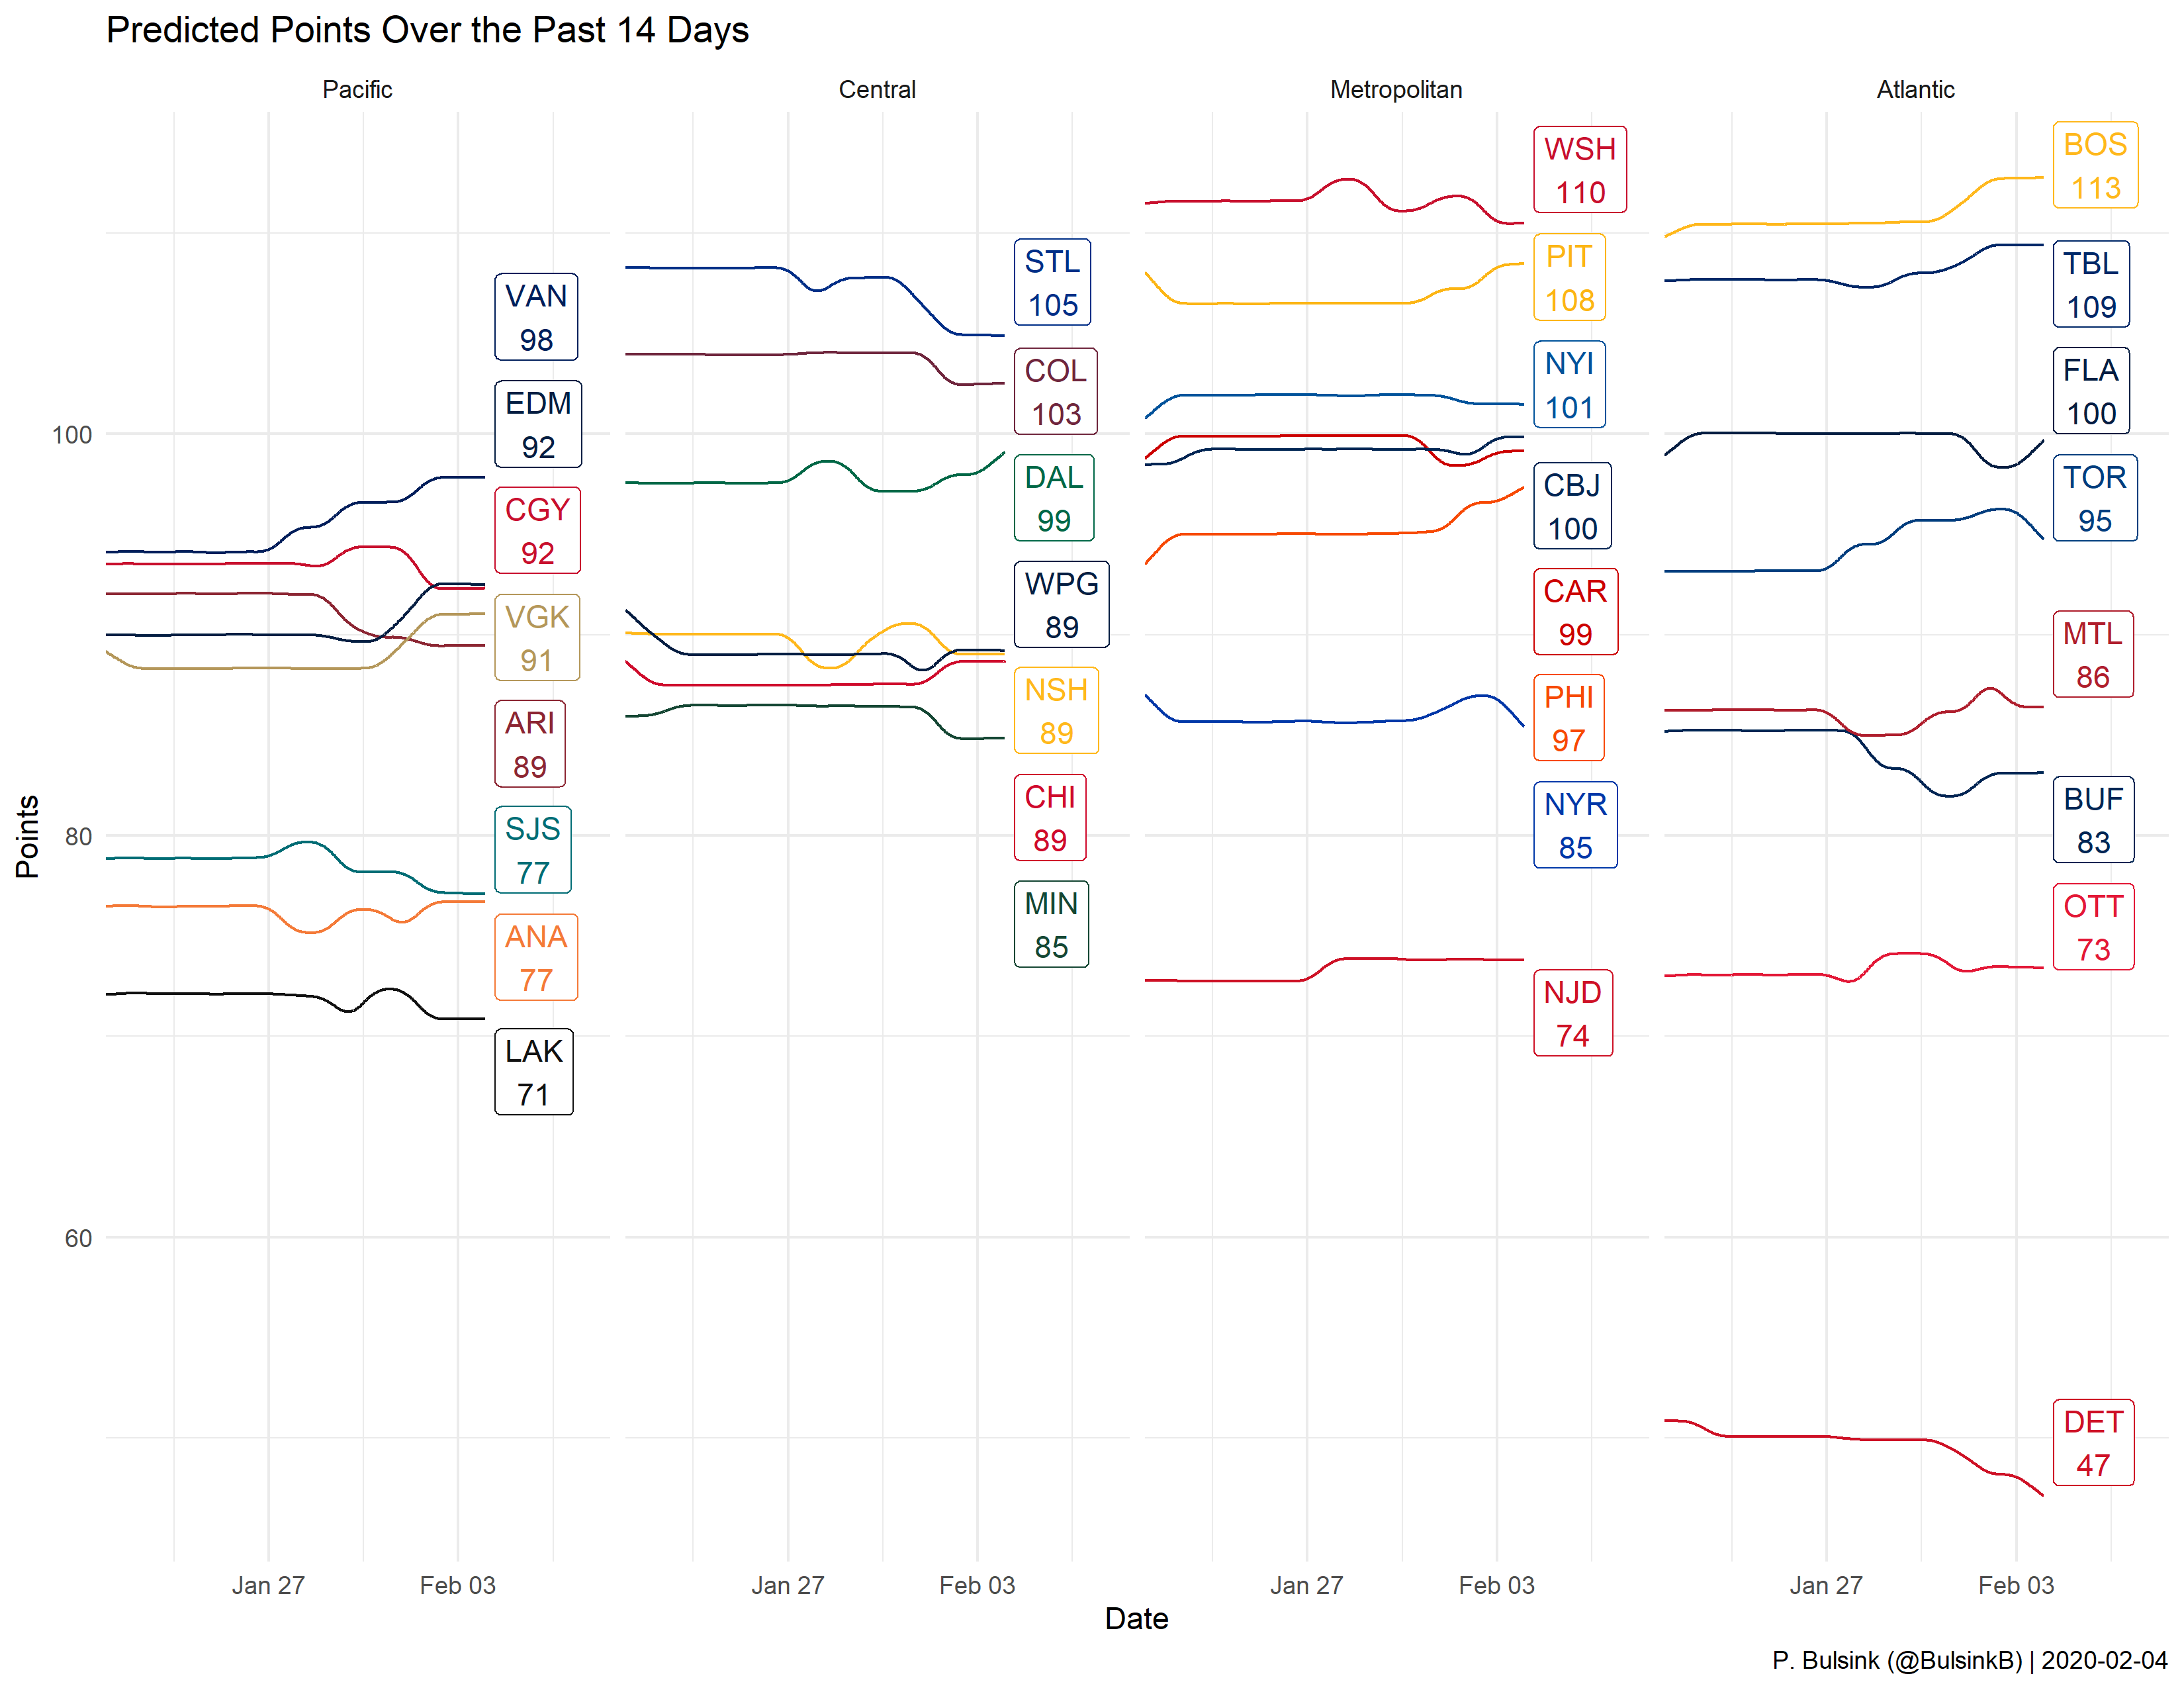 Predicted Points Over the Past 14 Days
Pacific
Central
Metropolitan
Atlantic
Points
100
80
60
VAN
98
EDM
92
CGY
92
VGK
91
ARI
89
SJS
77
ANA
77
LAK
71
STL
105
COL
103
DAL
99
WPG
89
NSH
89
CHI
89
MIN
85
WSH
110
PIT
108
NYI
101
CBJ
100
CAR
99
PHI
97
NYR
85
NJD
74
BOS
113
TBL
109
FLA
100
TOR
95
MTL
86
BUF
83
OTT
73
DET
47
Jan 27
Feb 03
Jan 27
Feb 03
Jan 27
Feb 03
Jan 27
Feb 03
Date
P. Bulsink (@BulsinkB) | 2020-02-04